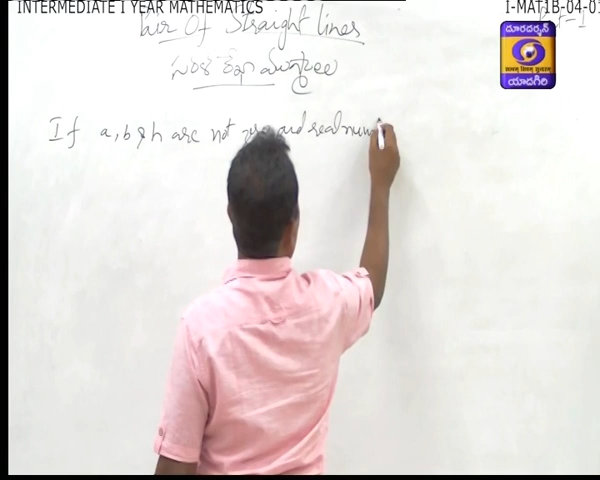 INTERMEDIATE I YEAR MATHEMATICS
I-MAT1B-04-01
Pair Of Straight lines
సరళ రేఖా యుగ్మాలు
దూరదర్శన్
యాదగిరి
If a, b & h are not zero and real num